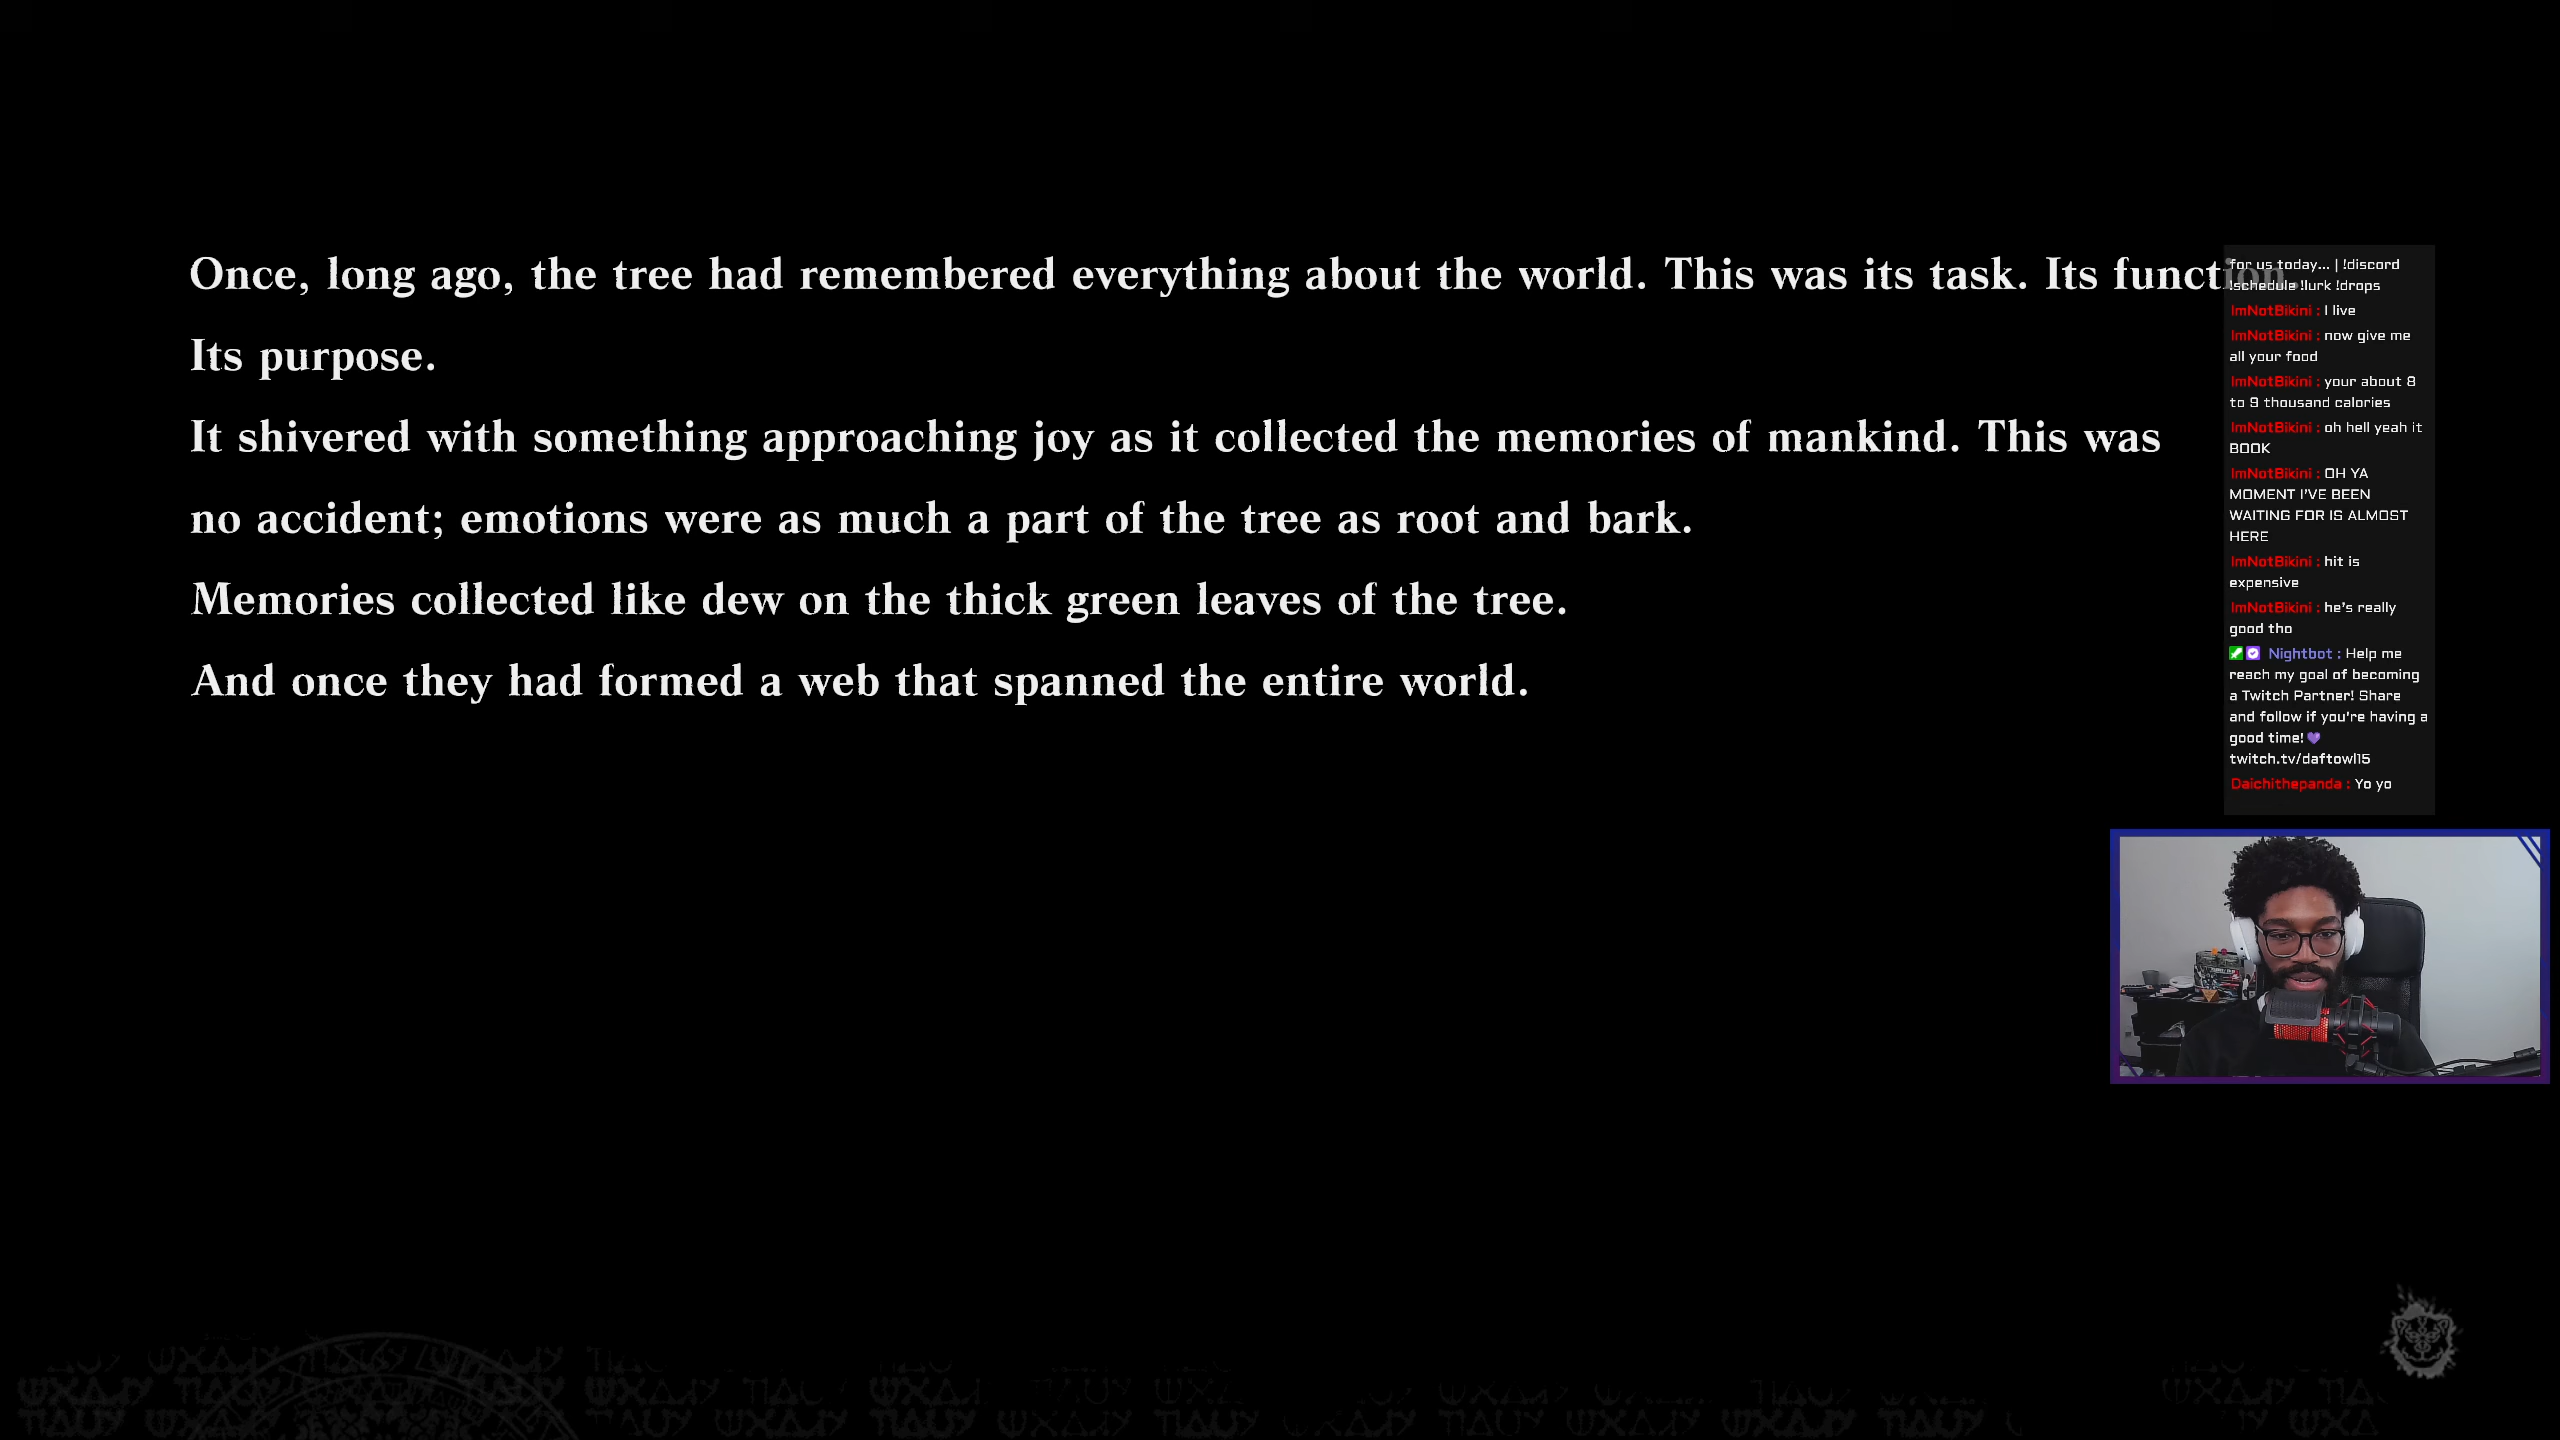 Once, long ago, the tree had remembered everything about the world. This was its task. Its function.
Its purpose.
It shivered with something approaching joy as it collected the memories of mankind. This was
no accident; emotions were as much a part of the tree as root and bark.
Memories collected like dew on the thick green leaves of the tree.
And once they had formed a web that spanned the entire world.
for us today... | !discord
!schedule !lurk !drops
ImNotBikini : I live
ImNotBikini : now give me
all your food
ImNotBikini : your about 8
to 9 thousand calories
ImNotBikini : oh hell yeah it
BOOK
ImNotBikini : OH YA
MOMENT I'VE BEEN
WAITING FOR IS ALMOST
HERE
ImNotBikini : hit is
expensive
ImNotBikini : he's really
good tho
Nightbot : Help me
reach my goal of becoming
a Twitch Partner! Share
and follow if you're having a
good time!💜
twitch.tv/daftowl15
Daichithepanda : Yo yo